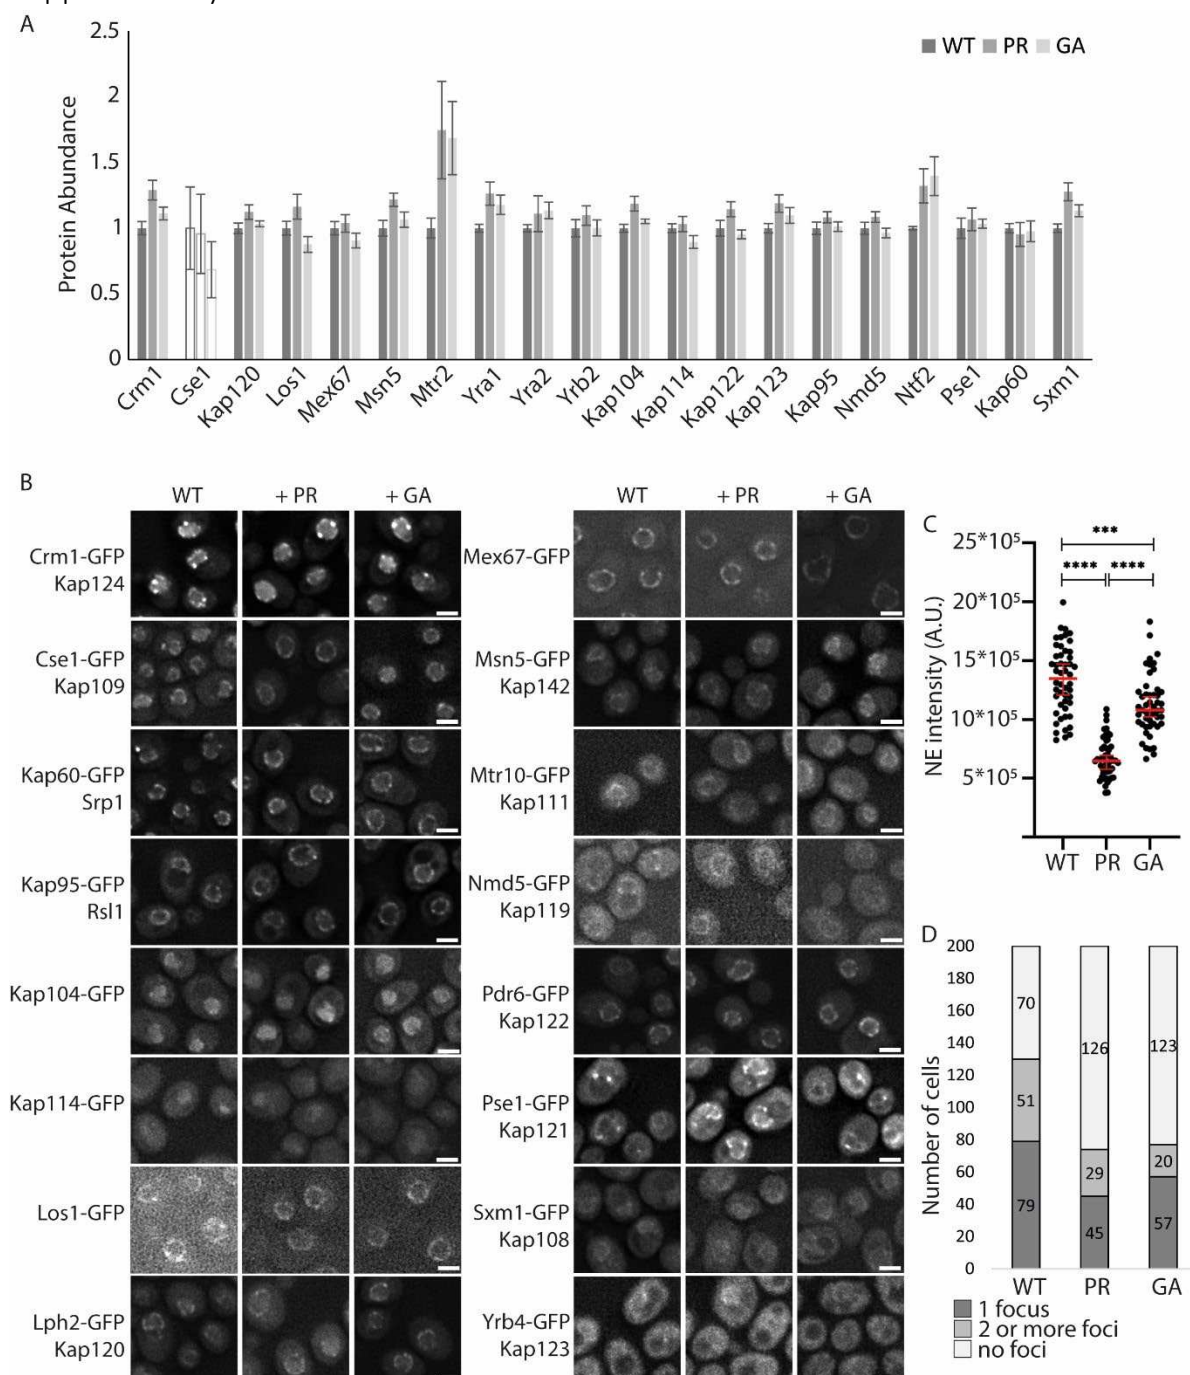 A
2.5
2
1.5
1
0.5
0
Protein Abundance
WT PR GA
Crm1
Cse1
Kap120
Los1
Mex67
Msn5
Mtr2
Yra1
Yra2
Yrb2
Kap104
Kap114
Kap122
Kap123
Kap95
Nmd5
Ntf2
Pse1
Kap60
Sxm1
B
WT + PR + GA
Crm1-GFP
Kap124
Cse1-GFP
Kap109
Kap60-GFP
Srp1
Kap95-GFP
Rsl1
Kap104-GFP
Kap114-GFP
Los1-GFP
Lph2-GFP
Kap120
WT + PR + GA
Mex67-GFP
Msn5-GFP
Kap142
Mtr10-GFP
Kap111
Nmd5-GFP
Kap119
Pdr6-GFP
Kap122
Pse1-GFP
Kap121
Sxm1-GFP
Kap108
Yrb4-GFP
Kap123
C
NE intensity (A.U.)
25*10⁵
20*10⁵
15*10⁵
10*10⁵
5*10⁵
***
**** ****
WT PR GA
D
Number of cells
200
180
160
140
120
100
80
60
40
20
0
70
51
79
126
29
45
123
20
57
WT PR GA
1 focus
2 or more foci
no foci